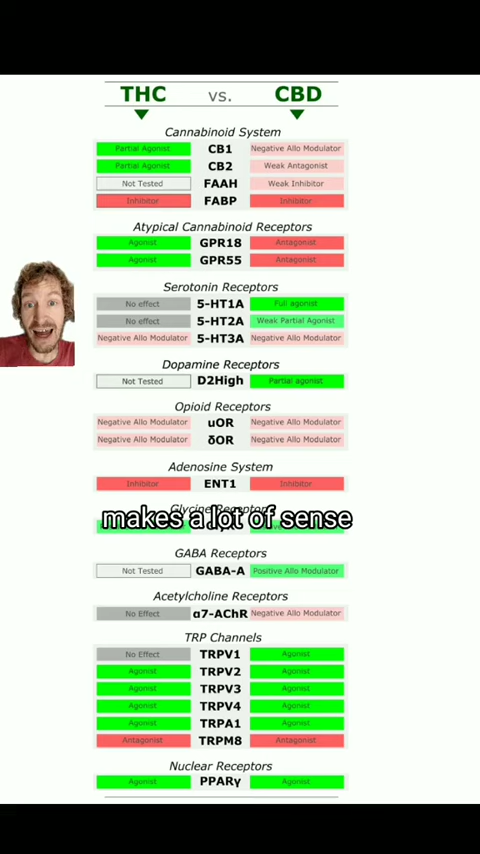 THC vs. CBD
Cannabinoid System
Partial Agonist CB1 Negative Allo Modulator
Partial Agonist CB2 Weak Antagonist
Not Tested FAAH Weak Inhibitor
Inhibitor FABP Inhibitor
Atypical Cannabinoid Receptors
Agonist GPR18 Antagonist
Agonist GPR55 Antagonist
Serotonin Receptors
No effect 5-HT1A Full agonist
No effect 5-HT2A Weak Partial Agonist
Negative Allo Modulator 5-HT3A Negative Allo Modulator
Dopamine Receptors
Not Tested D2High Partial agonist
Opioid Receptors
Negative Allo Modulator uOR Negative Allo Modulator
Negative Allo Modulator δOR Negative Allo Modulator
Adenosine System
Inhibitor ENT1 Inhibitor
Glycine Receptors
makes a lot of sense
GABA Receptors
Not Tested GABA-A Positive Allo Modulator
Acetylcholine Receptors
No Effect α7-AChR Negative Allo Modulator
TRP Channels
No Effect TRPV1 Agonist
Agonist TRPV2 Agonist
Agonist TRPV3 Agonist
Agonist TRPV4 Agonist
Agonist TRPA1 Agonist
Antagonist TRPM8 Antagonist
Nuclear Receptors
Agonist PPARγ Agonist